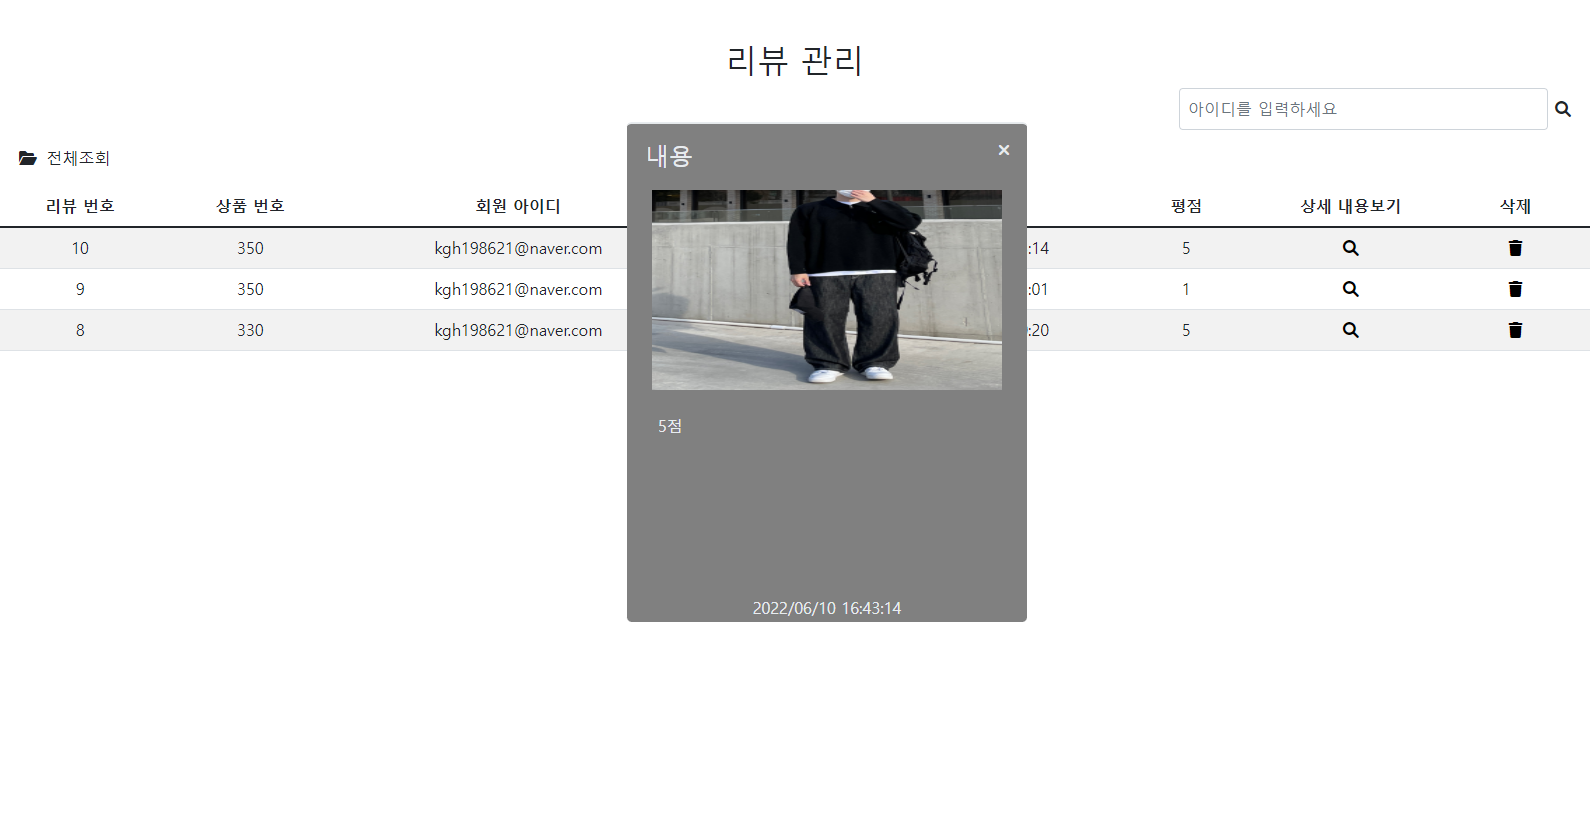 리뷰 관리
아이디를 입력하세요
전체조회
리뷰 번호 상품 번호 회원 아이디 평점 상세 내용보기 삭제
10 350 kgh198621@naver.com :14 5
9 350 kgh198621@naver.com :01 1
8 330 kgh198621@naver.com :20 5
내용 ×
5점
2022/06/10 16:43:14